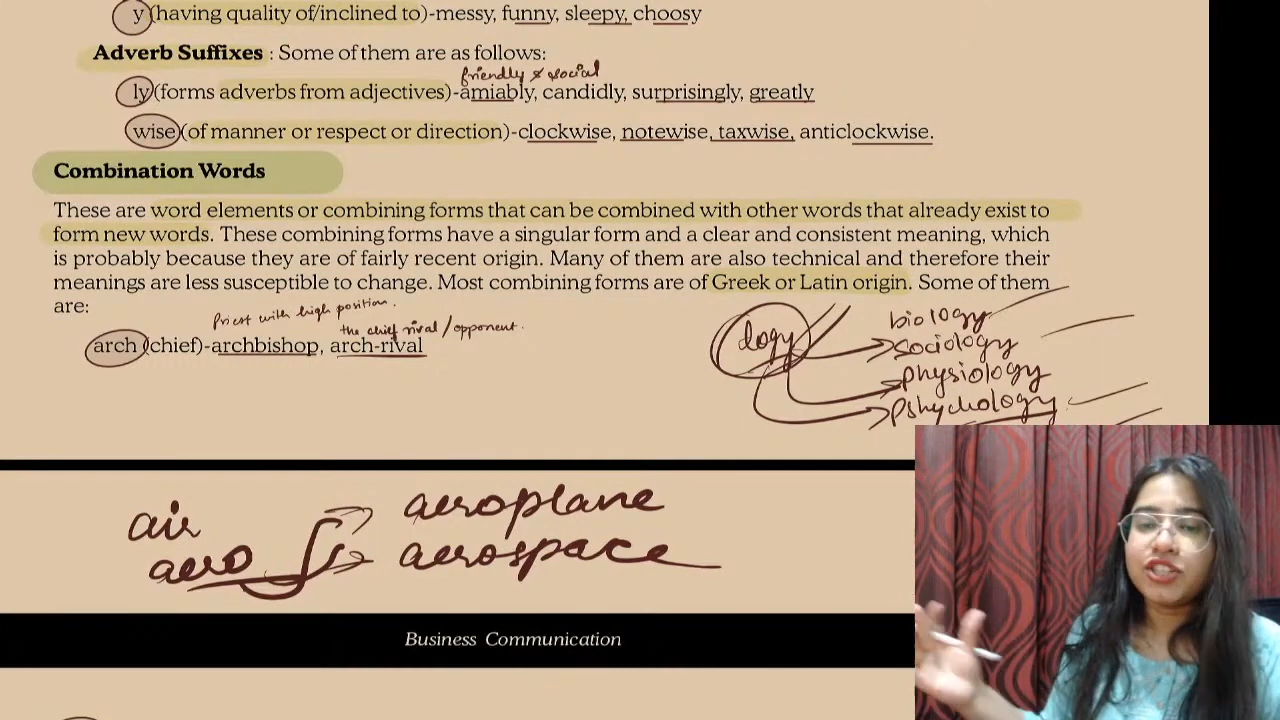 y (having quality of/inclined to)-messy, funny, sleepy, choosy
Adverb Suffixes : Some of them are as follows:
friendly & social
ly (forms adverbs from adjectives)-amiably, candidly, surprisingly, greatly
wise (of manner or respect or direction)-clockwise, notewise, taxwise, anticlockwise.
Combination Words
These are word elements or combining forms that can be combined with other words that already exist to
form new words. These combining forms have a singular form and a clear and consistent meaning, which
is probably because they are of fairly recent origin. Many of them are also technical and therefore their
meanings are less susceptible to change. Most combining forms are of Greek or Latin origin. Some of them
are:
Priest with high position.
the chief rival / opponent.
arch (chief)-archbishop, arch-rival
logy
biology
sociology
physiology
pshychology
air
aero
aeroplane
aerospace
Business Communication